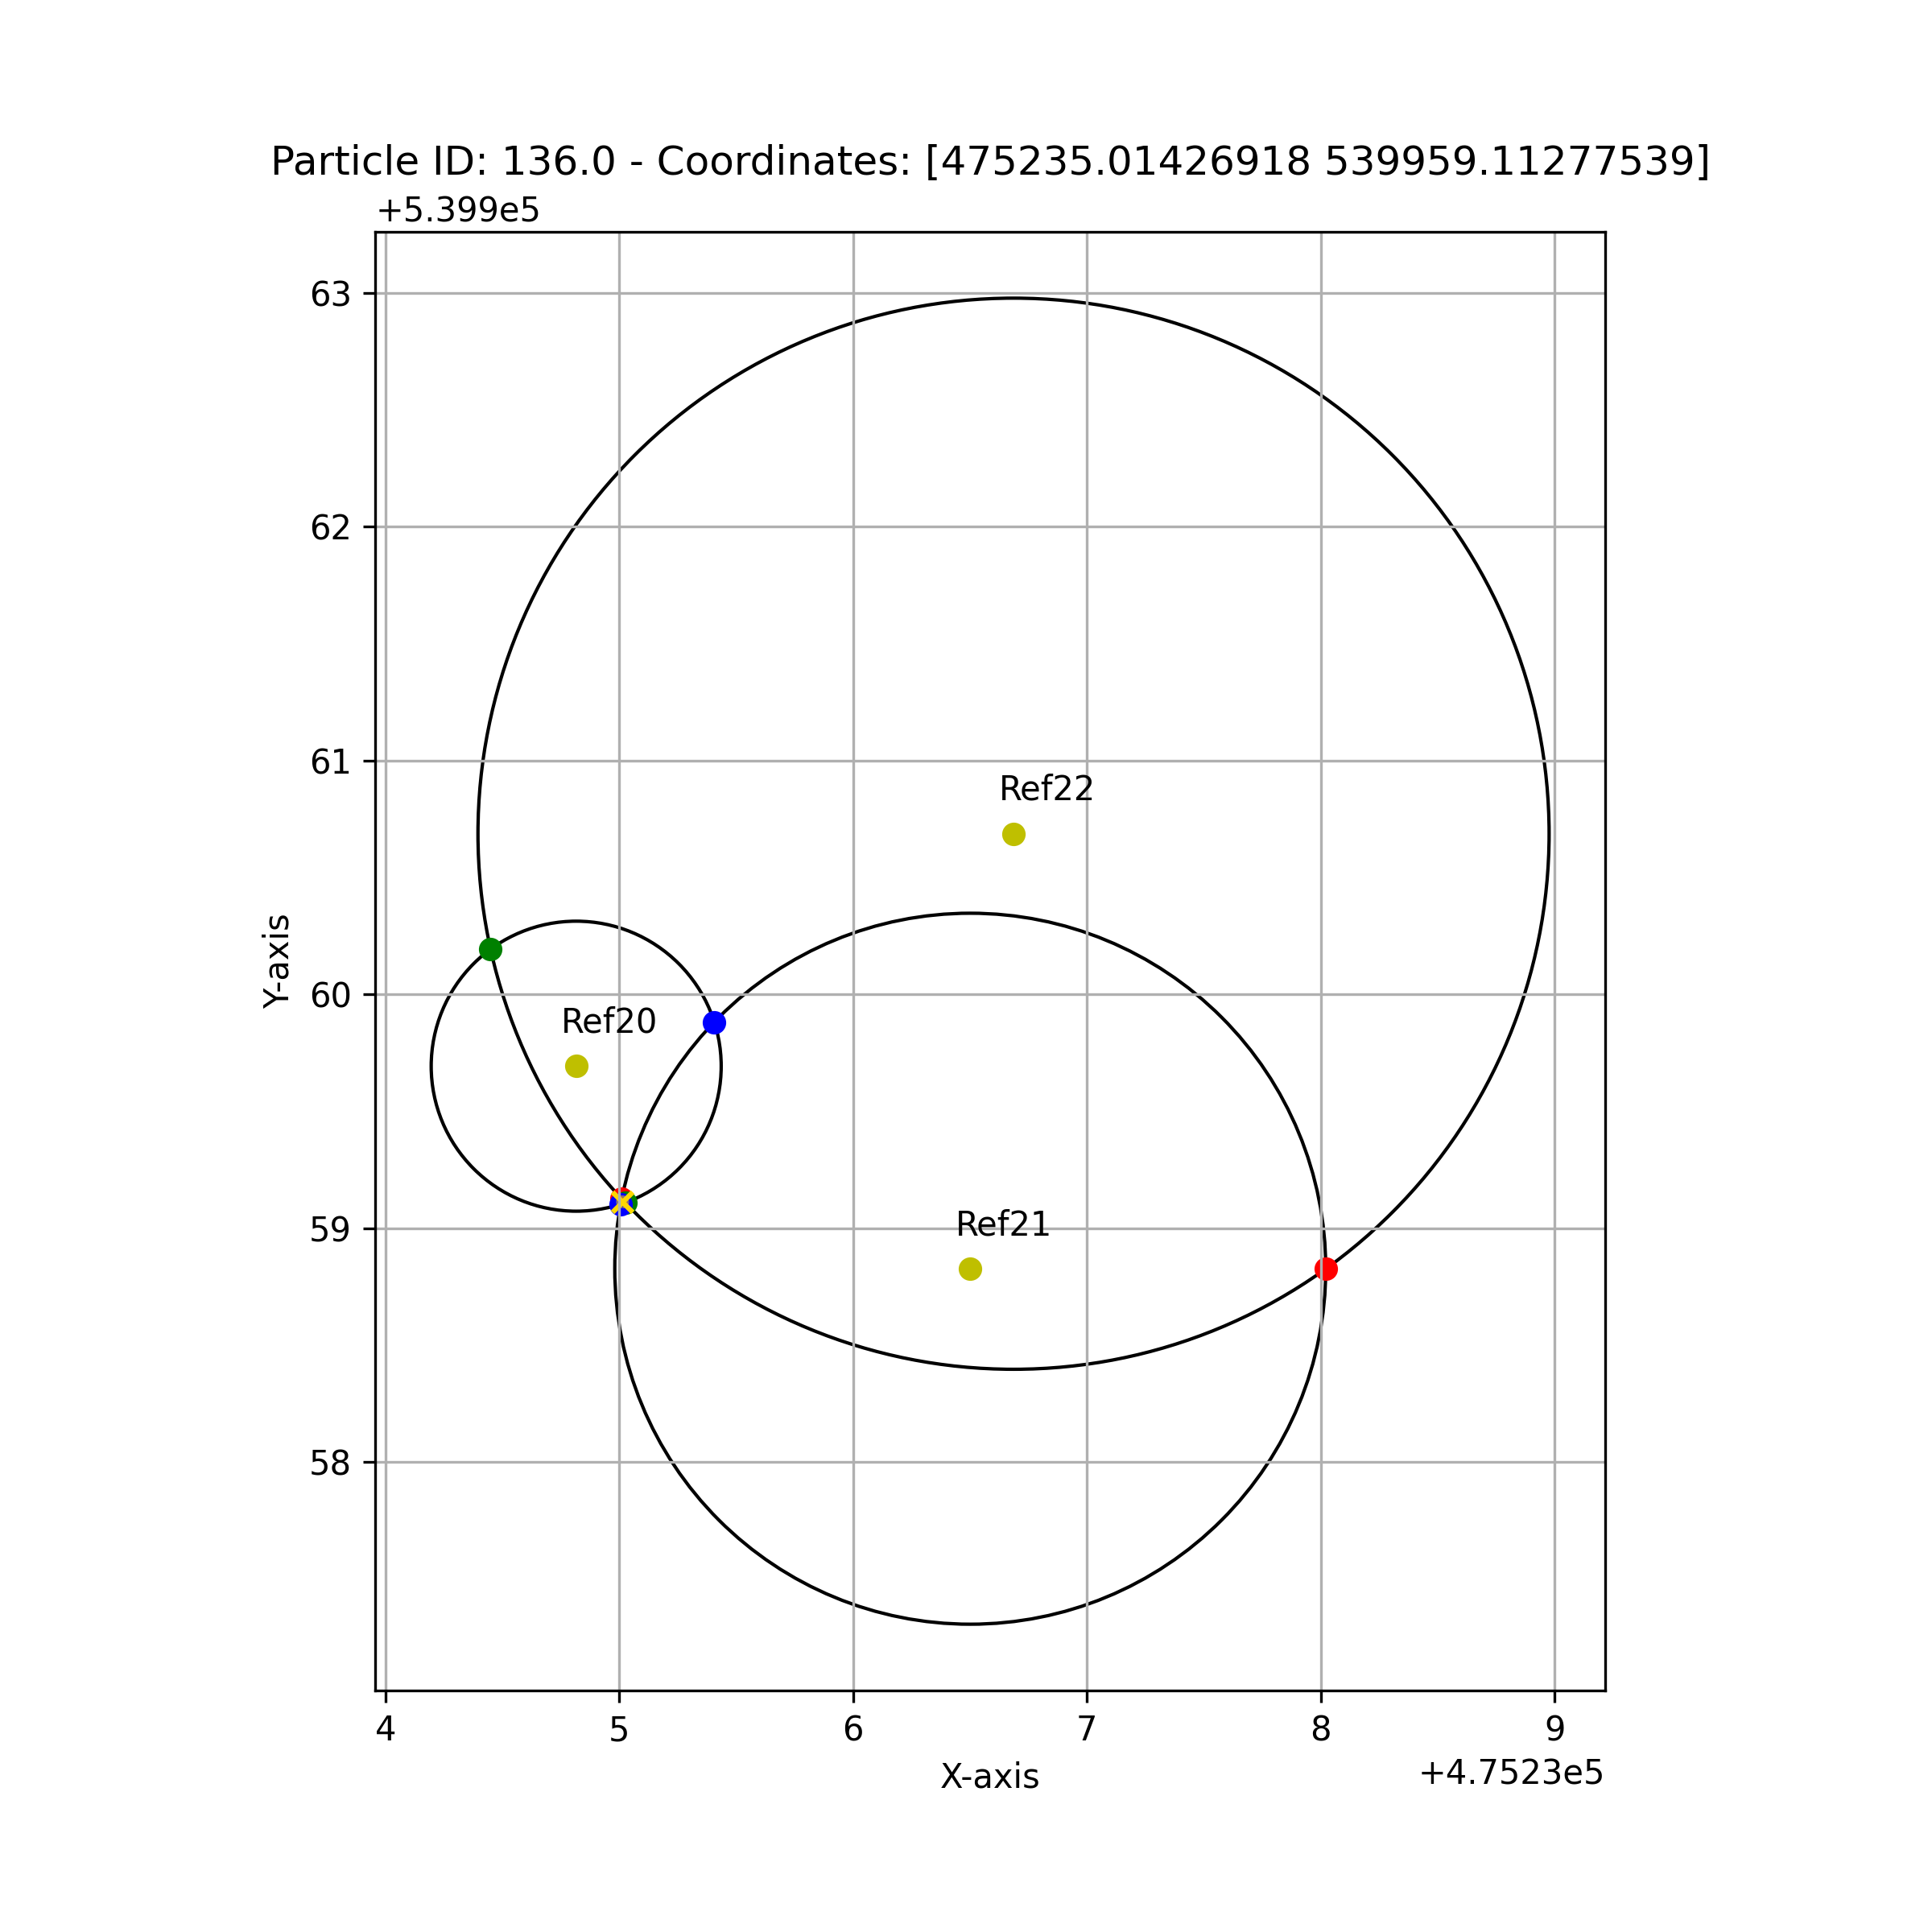 Particle ID: 136.0 - Coordinates: [475235.01426918 539959.11277539]
+5.399e5
63
62
61
Ref22
60
Ref20
59
Ref21
58
Y-axis
4 5 6 7 8 9
X-axis
+4.7523e5